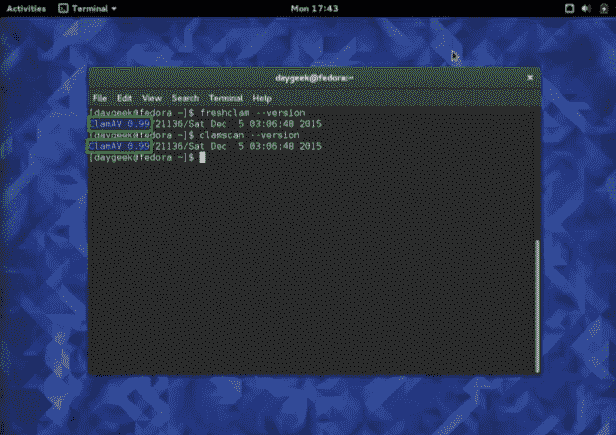 Activities Terminal Mon 17:43
daygeek@fedora:~
File Edit View Search Terminal Help
[daygeek@fedora ~]$ freshclam --version
ClamAV 0.99/21136/Sat Dec  5 03:06:48 2015
[daygeek@fedora ~]$ clamscan --version
ClamAV 0.99/21136/Sat Dec  5 03:06:48 2015
[daygeek@fedora ~]$